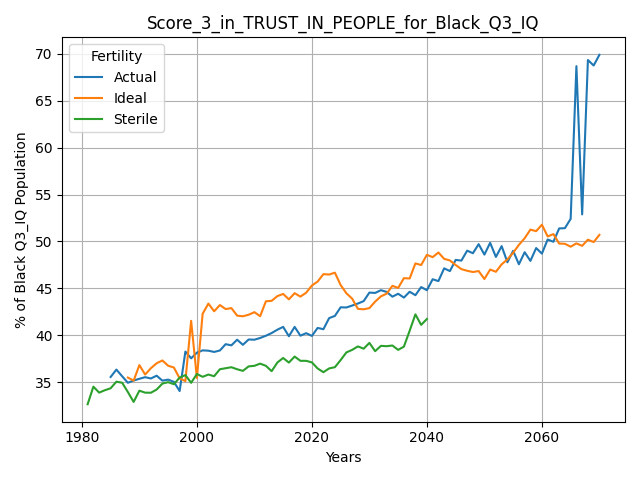 Score_3_in_TRUST_IN_PEOPLE_for_Black_Q3_IQ
Fertility
Actual
Ideal
Sterile
% of Black Q3_IQ Population
70
65
60
55
50
45
40
35
1980
2000
2020
2040
2060
Years